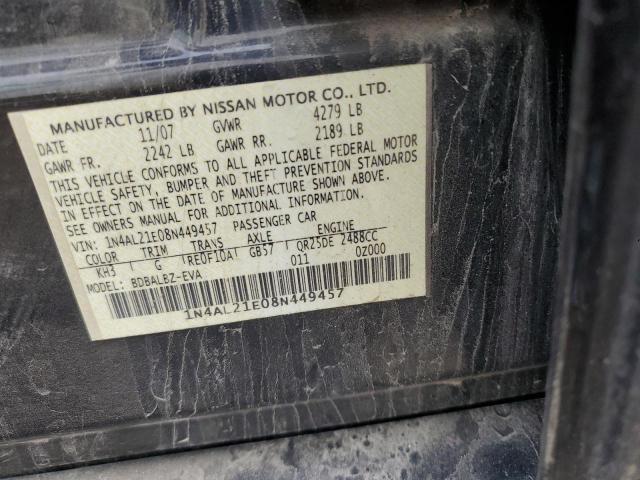 MANUFACTURED BY NISSAN MOTOR CO., LTD.
DATE 11/07 GVWR 4279 LB
GAWR FR. 2242 LB GAWR RR. 2189 LB
THIS VEHICLE CONFORMS TO ALL APPLICABLE FEDERAL MOTOR
VEHICLE SAFETY, BUMPER AND THEFT PREVENTION STANDARDS
IN EFFECT ON THE DATE OF MANUFACTURE SHOWN ABOVE.
SEE OWNERS MANUAL FOR ADDITIONAL INFORMATION.
VIN: 1N4AL21E08N449457 PASSENGER CAR
COLOR TRIM TRANS AXLE ENGINE
KH3 G RE0F10A GB57 QR25DE 2488CC
MODEL BDBALBZ-EVA 011 0Z000
1N4AL21E08N449457